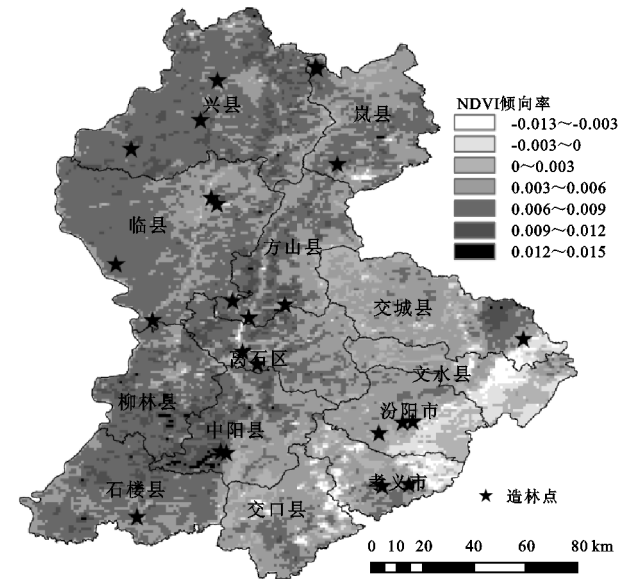 兴县
岚县
NDVI倾向率
-0.013～-0.003
-0.003～0
0～0.003
0.003～0.006
0.006～0.009
0.009～0.012
0.012～0.015
临县
方山县
交城县
离石区
文水县
柳林县
汾阳市
中阳县
石楼县
孝义市
交口县
造林点
0 10 20 40 60 80 km